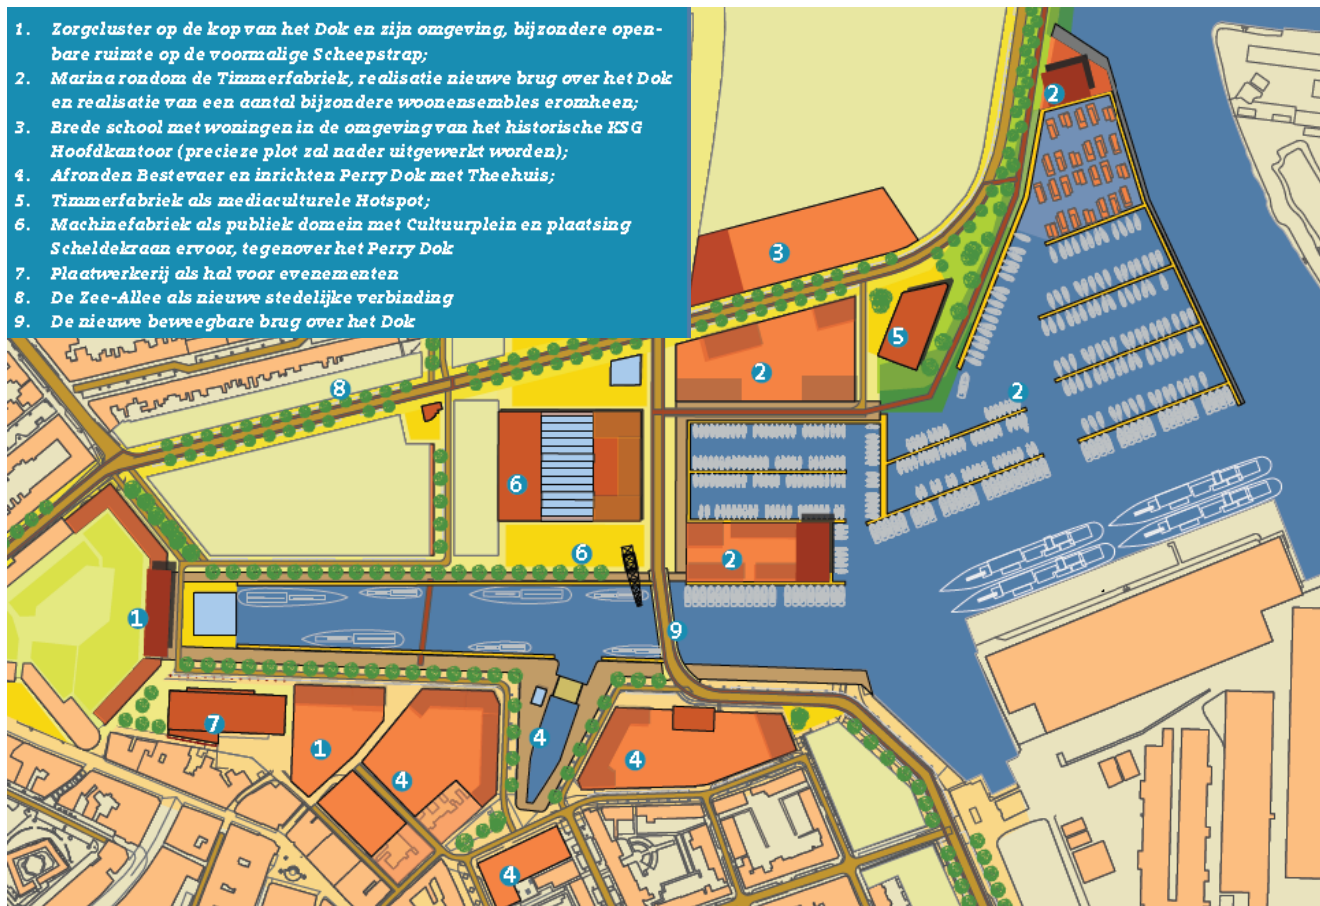 1. Zorgcluster op de kop van het Dok en zijn omgeving, bijzondere open-
bare ruimte op de voormalige Scheepstrap;
2. Marina rondom de Timmerfabriek, realisatie nieuwe brug over het Dok
en realisatie van een aantal bijzondere woonensembles eromheen;
3. Brede school met woningen in de omgeving van het historische KSG
Hoofdkantoor (precieze plot zal nader uitgewerkt worden);
4. Afronden Bestevaer en inrichten Perry Dok met Theehuis;
5. Timmerfabriek als mediaculturele Hotspot;
6. Machinefabriek als publiek domein met Cultuurplein en plaatsing
Scheldekraan ervoor, tegenover het Perry Dok
7. Plaatwerkerij als hal voor evenementen
8. De Zee-Allee als nieuwe stedelijke verbinding
9. De nieuwe beweegbare brug over het Dok
2
3
5
2
8
2
6
6
2
1
9
7
1
4
4
4
4